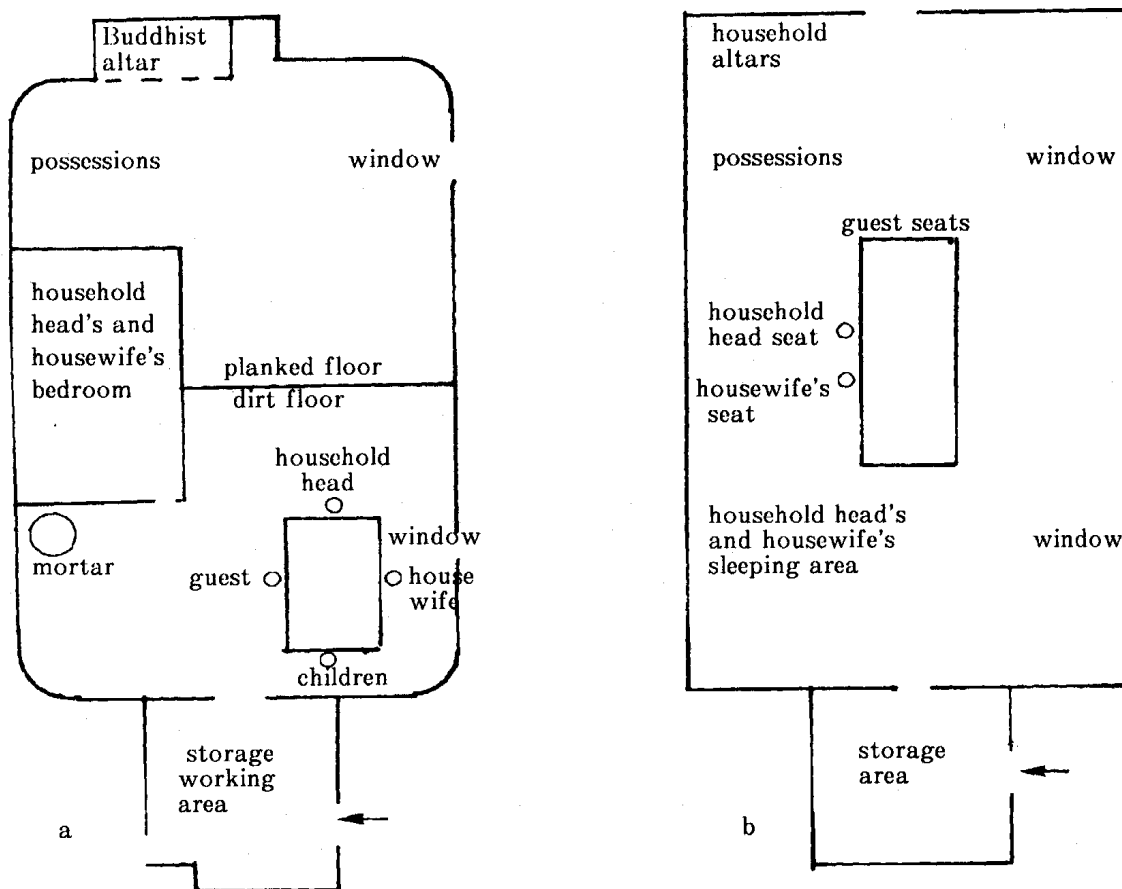 Buddhist
altar
possessions
window
household
head's and
housewife's
bedroom
planked floor
dirt floor
household
head
window
mortar
guest
house
wife
children
storage
working
area
a
household
altars
possessions
window
guest seats
household
head seat
housewife's
seat
household head's
and housewife's
sleeping area
window
storage
area
b